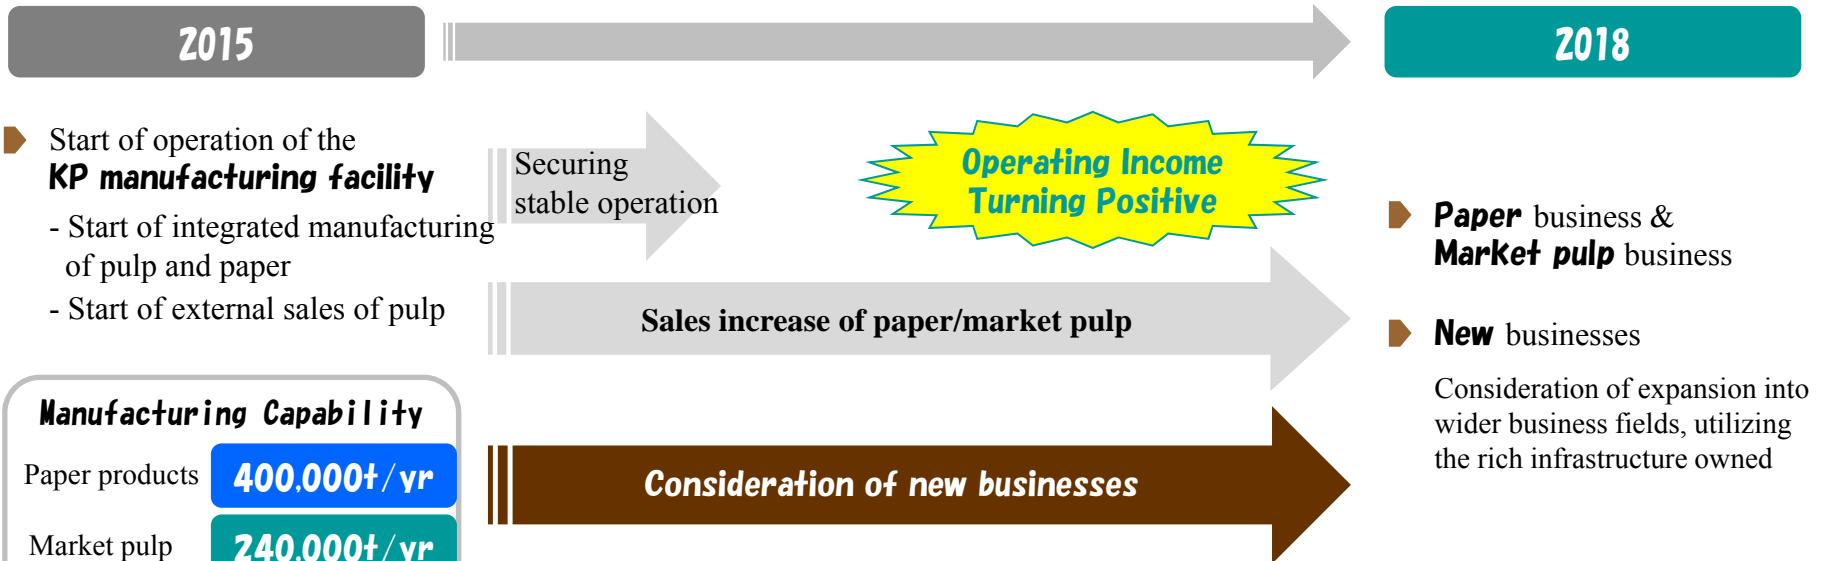 2015
2018
Start of operation of the
KP manufacturing facility
- Start of integrated manufacturing
of pulp and paper
- Start of external sales of pulp
Securing
stable operation
Operating Income
Turning Positive
Sales increase of paper/market pulp
Consideration of new businesses
Manufacturing Capability
Paper products 400,000t/yr
Market pulp 240,000t/yr
Paper business &
Market pulp business
New businesses
Consideration of expansion into
wider business fields, utilizing
the rich infrastructure owned